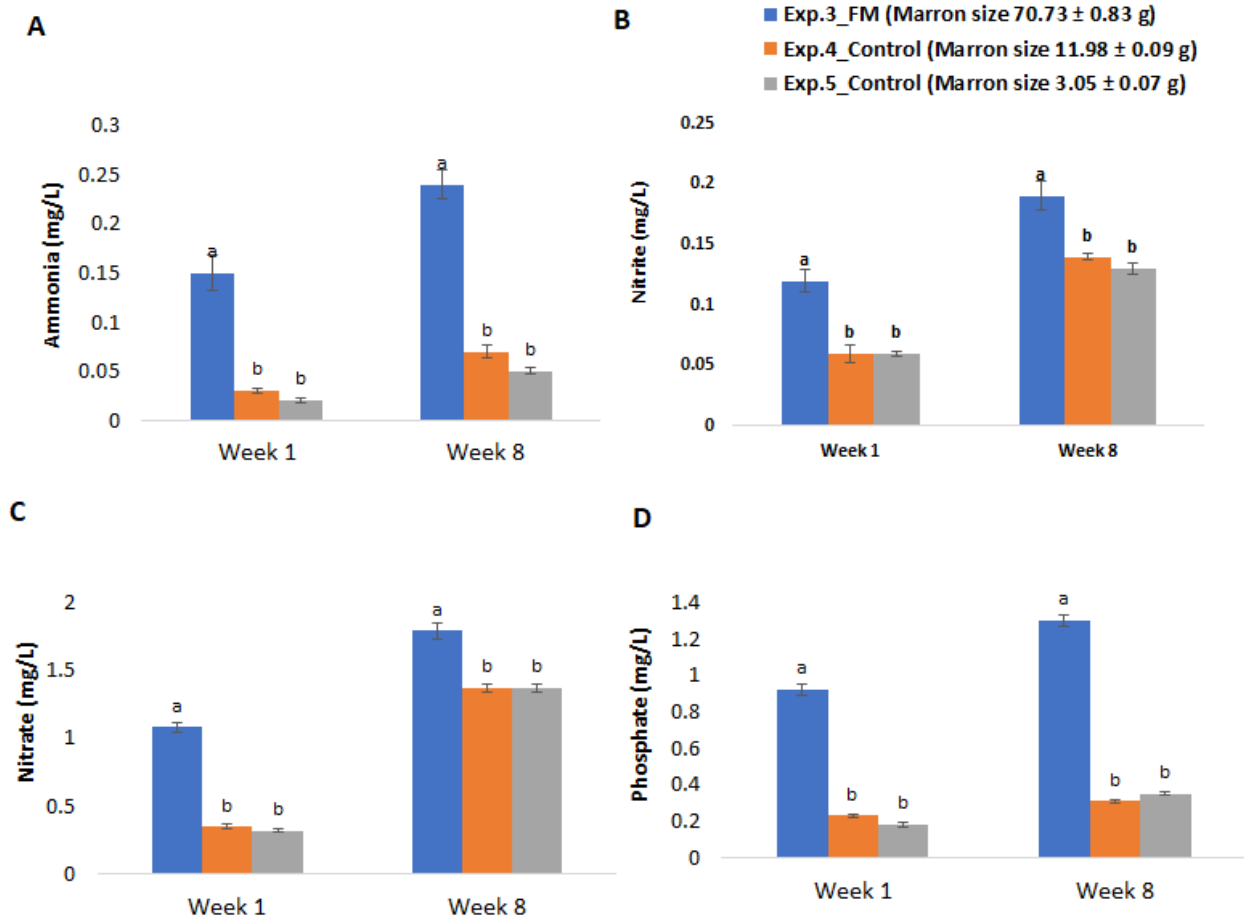 A
Ammonia (mg/L)
0.3
0.25
0.2
0.15
0.1
0.05
0
a
b
b
a
b
b
Week 1
Week 8
B
Exp.3_FM (Marron size 70.73 ± 0.83 g)
Exp.4_Control (Marron size 11.98 ± 0.09 g)
Exp.5_Control (Marron size 3.05 ± 0.07 g)
Nitrite (mg/L)
0.25
0.2
0.15
0.1
0.05
0
a
b
b
a
b
b
Week 1
Week 8
C
Nitrate (mg/L)
2
1.5
1
0.5
0
a
b
b
a
b
b
Week 1
Week 8
D
Phosphate (mg/L)
1.4
1.2
1
0.8
0.6
0.4
0.2
0
a
b
b
a
b
b
Week 1
Week 8